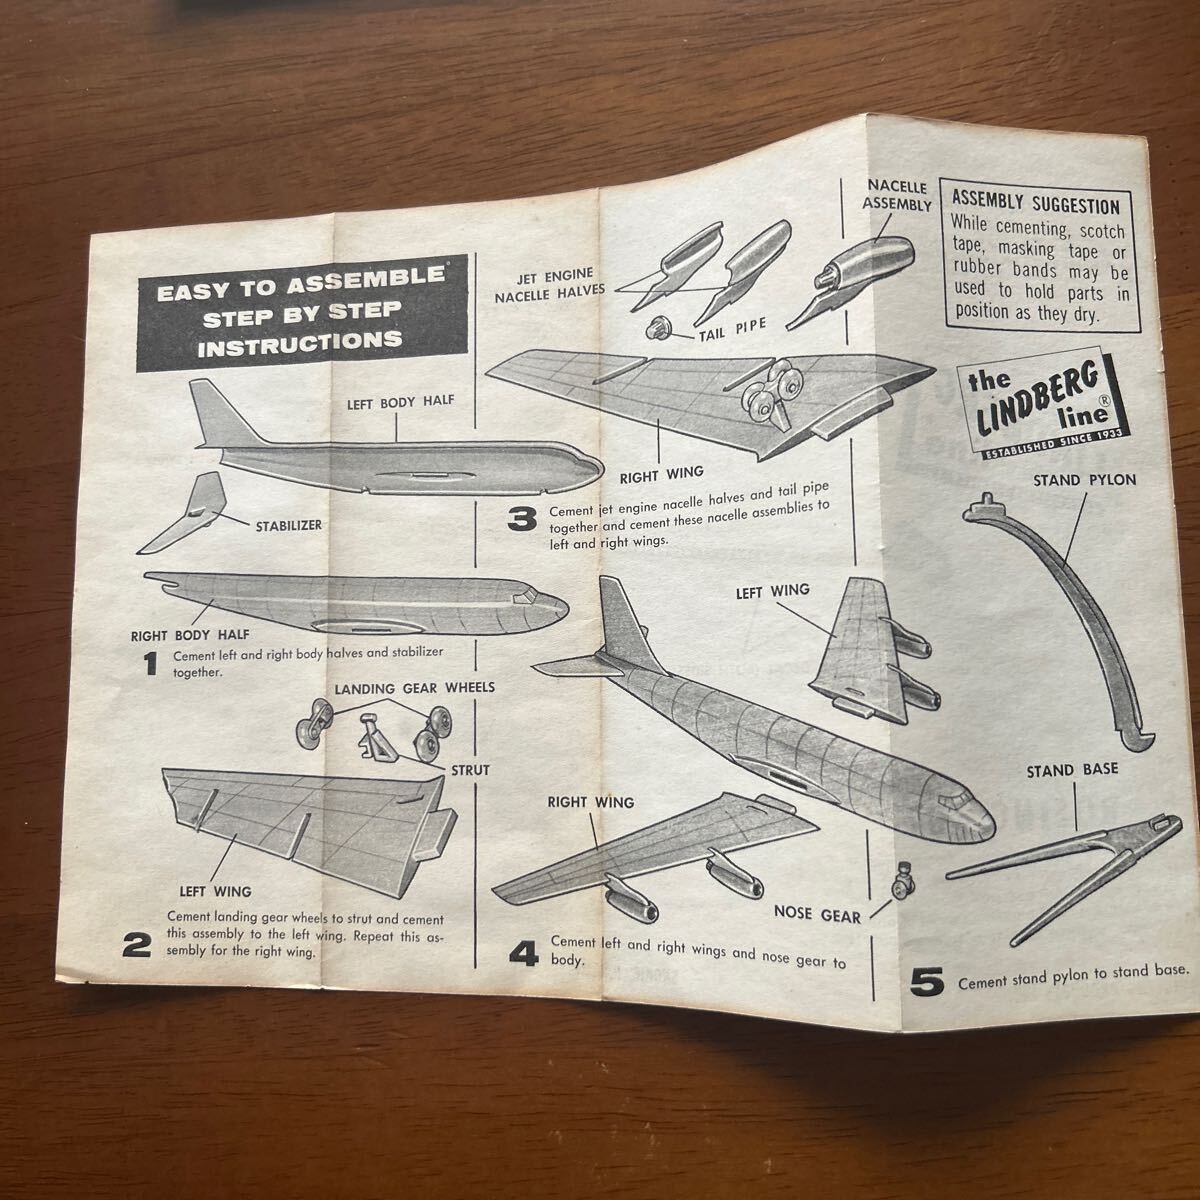 EASY TO ASSEMBLE
STEP BY STEP
INSTRUCTIONS
LEFT BODY HALF
STABILIZER
RIGHT BODY HALF
1 Cement left and right body halves and stabilizer
together.
LANDING GEAR WHEELS
STRUT
LEFT WING
2 Cement landing gear wheels to strut and cement
this assembly to the left wing. Repeat this as-
sembly for the right wing.
JET ENGINE
NACELLE HALVES
NACELLE
ASSEMBLY
TAIL PIPE
RIGHT WING
3 Cement jet engine nacelle halves and tail pipe
together and cement these nacelle assemblies to
left and right wings.
LEFT WING
RIGHT WING
NOSE GEAR
4 Cement left and right wings and nose gear to
body.
ASSEMBLY SUGGESTION
While cementing, scotch
tape, masking tape or
rubber bands may be
used to hold parts in
position as they dry.
the
LINDBERG
line®
ESTABLISHED SINCE 1933
STAND PYLON
STAND BASE
5 Cement stand pylon to stand base.